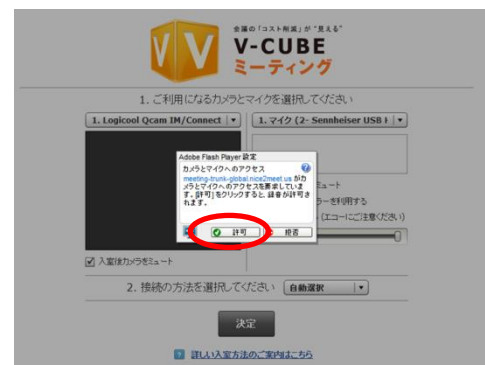 会議の「コスト削減」が"見える"
V-CUBE
ミーティング
1. ご利用になるカメラとマイクを選択してください
1. Logicool Qcam IM/Connect
1. マイク (2- Sennheiser USB
Adobe Flash Player 設定
カメラとマイクへのアクセス
meeting-trunk-global.nice2meet.us がカ
メラとマイクへのアクセスを要求していま
す。[許可] をクリックすると、録音が許可さ
れます。
許可
拒否
ミュート
ーを利用する
(エコーにご注意ください)
入室後カメラをミュート
2. 接続の方法を選択してください
自動選択
決定
詳しい入室方法のご案内はこちら